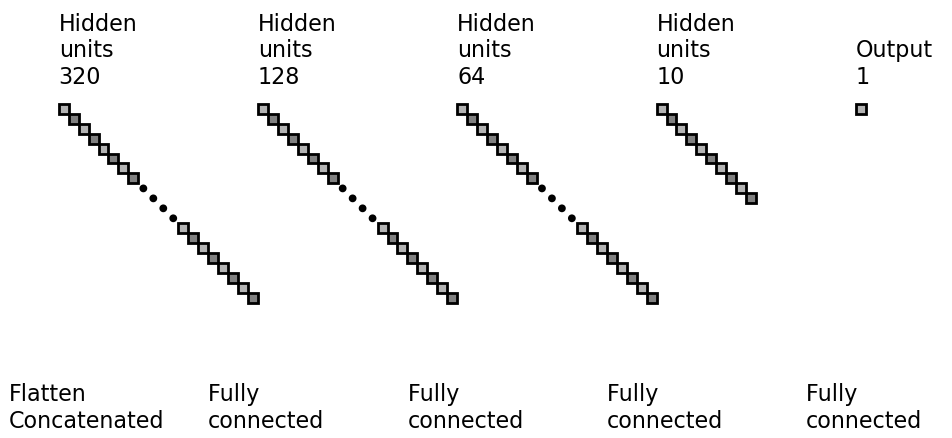 Hidden
units
320
Hidden
units
128
Hidden
units
64
Hidden
units
10
Output
1
Flatten
Concatenated
Fully
connected
Fully
connected
Fully
connected
Fully
connected